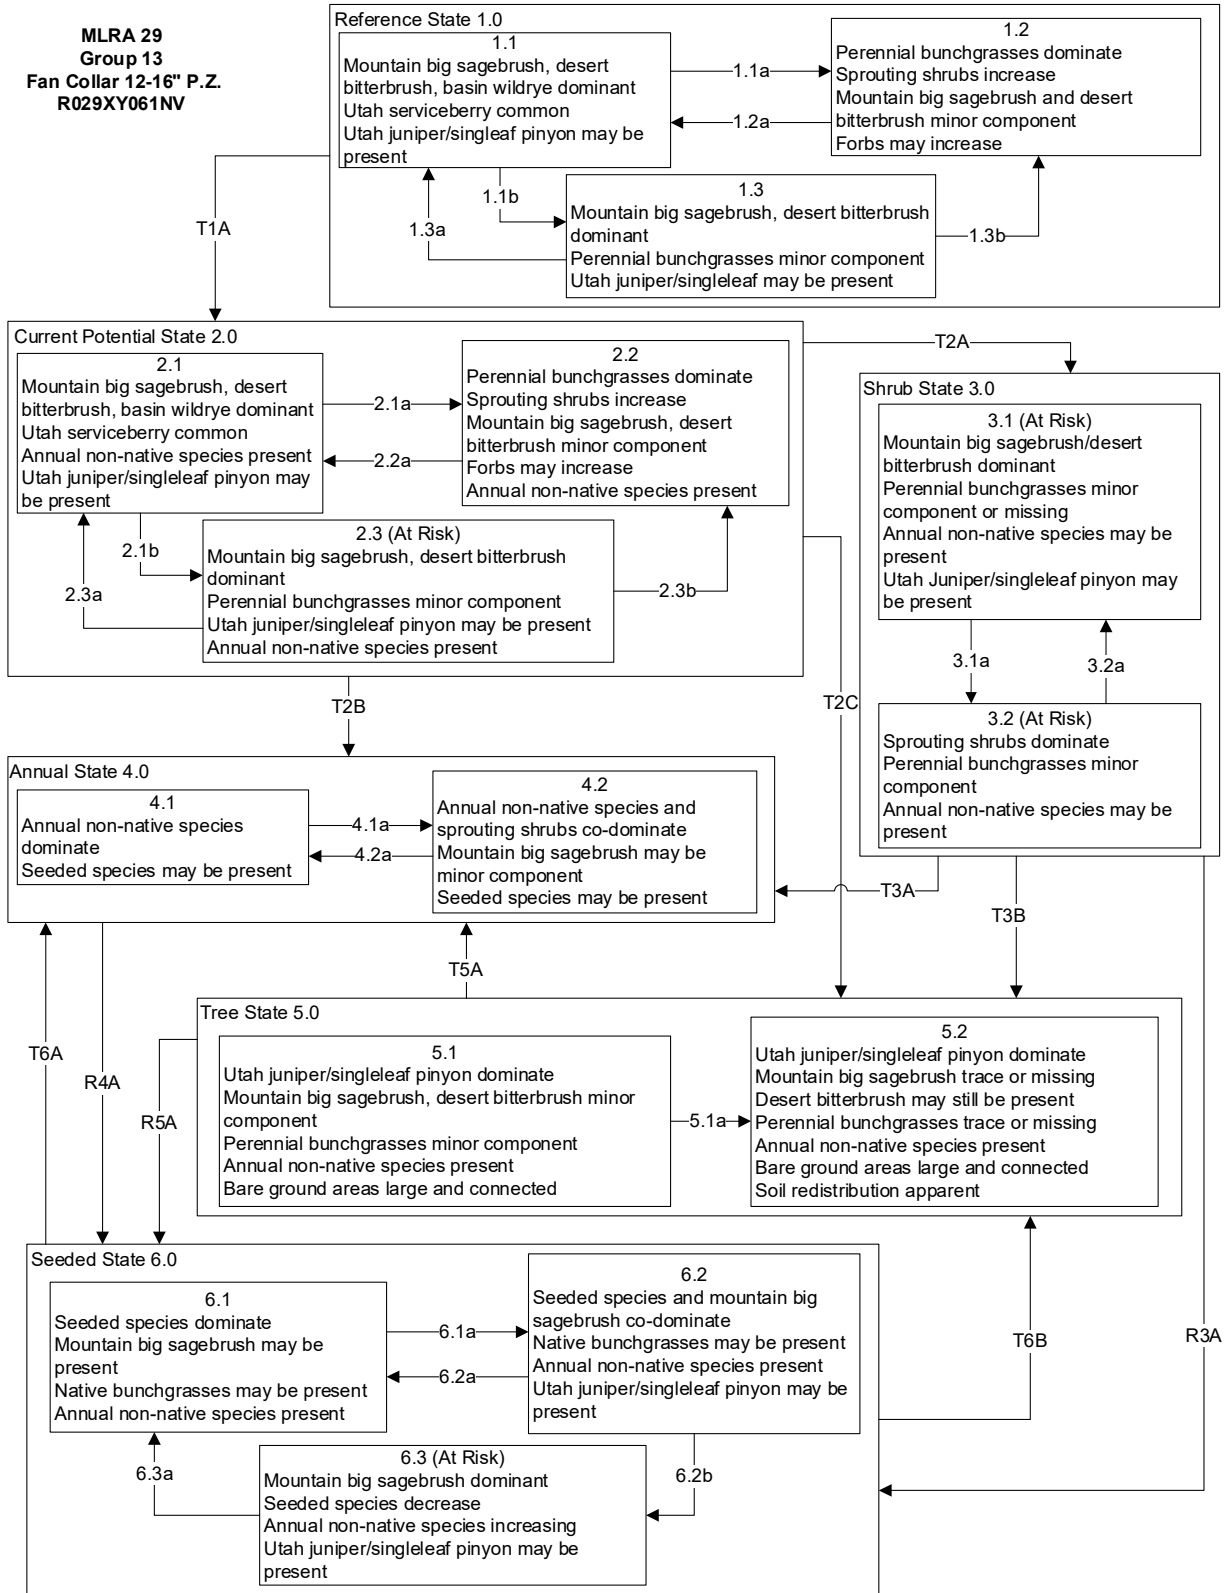 MLRA 29
Group 13
Fan Collar 12-16" P.Z.
R029XY061NV
Reference State 1.0
1.1
Mountain big sagebrush, desert
bitterbrush, basin wildrye dominant
Utah serviceberry common
Utah juniper/singleaf pinyon may be
present
1.1a
1.2a
1.2
Perennial bunchgrasses dominate
Sprouting shrubs increase
Mountain big sagebrush and desert
bitterbrush minor component
Forbs may increase
1.1b
1.3a
1.3
Mountain big sagebrush, desert bitterbrush
dominant
Perennial bunchgrasses minor component
Utah juniper/singleleaf may be present
1.3b
T1A
Current Potential State 2.0
2.1
Mountain big sagebrush, desert
bitterbrush, basin wildrye dominant
Utah serviceberry common
Annual non-native species present
Utah juniper/singleleaf pinyon may
be present
2.1a
2.2a
2.2
Perennial bunchgrasses dominate
Sprouting shrubs increase
Mountain big sagebrush, desert
bitterbrush minor component
Forbs may increase
Annual non-native species present
2.1b
2.3a
2.3 (At Risk)
Mountain big sagebrush, desert bitterbrush
dominant
Perennial bunchgrasses minor component
Utah juniper/singleleaf pinyon may be present
Annual non-native species present
2.3b
T2A
Shrub State 3.0
3.1 (At Risk)
Mountain big sagebrush/desert
bitterbrush dominant
Perennial bunchgrasses minor
component or missing
Annual non-native species may be
present
Utah Juniper/singleleaf pinyon may
be present
3.1a
3.2a
3.2 (At Risk)
Sprouting shrubs dominate
Perennial bunchgrasses minor
component
Annual non-native species may be
present
T2B
T2C
Annual State 4.0
4.1
Annual non-native species
dominate
Seeded species may be present
4.1a
4.2a
4.2
Annual non-native species and
sprouting shrubs co-dominate
Mountain big sagebrush may be
minor component
Seeded species may be present
T3A
T3B
T5A
T6A
R4A
R5A
Tree State 5.0
5.1
Utah juniper/singleleaf pinyon dominate
Mountain big sagebrush, desert bitterbrush minor
component
Perennial bunchgrasses minor component
Annual non-native species present
Bare ground areas large and connected
5.1a
5.2
Utah juniper/singleleaf pinyon dominate
Mountain big sagebrush trace or missing
Desert bitterbrush may still be present
Perennial bunchgrasses trace or missing
Annual non-native species present
Bare ground areas large and connected
Soil redistribution apparent
Seeded State 6.0
6.1
Seeded species dominate
Mountain big sagebrush may be
present
Native bunchgrasses may be present
Annual non-native species present
6.1a
6.2a
6.2
Seeded species and mountain big
sagebrush co-dominate
Native bunchgrasses may be present
Annual non-native species present
Utah juniper/singleleaf pinyon may be
present
T6B
R3A
6.3a
6.3 (At Risk)
Mountain big sagebrush dominant
Seeded species decrease
Annual non-native species increasing
Utah juniper/singleleaf pinyon may be
present
6.2b